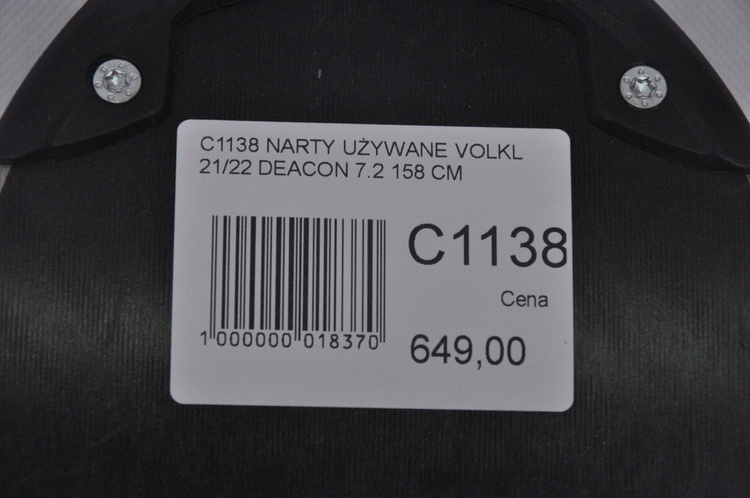 C1138 NARTY UŻYWANE VOLKL
21/22 DEACON 7.2 158 CM
C1138
Cena
649,00
1 000000 018370